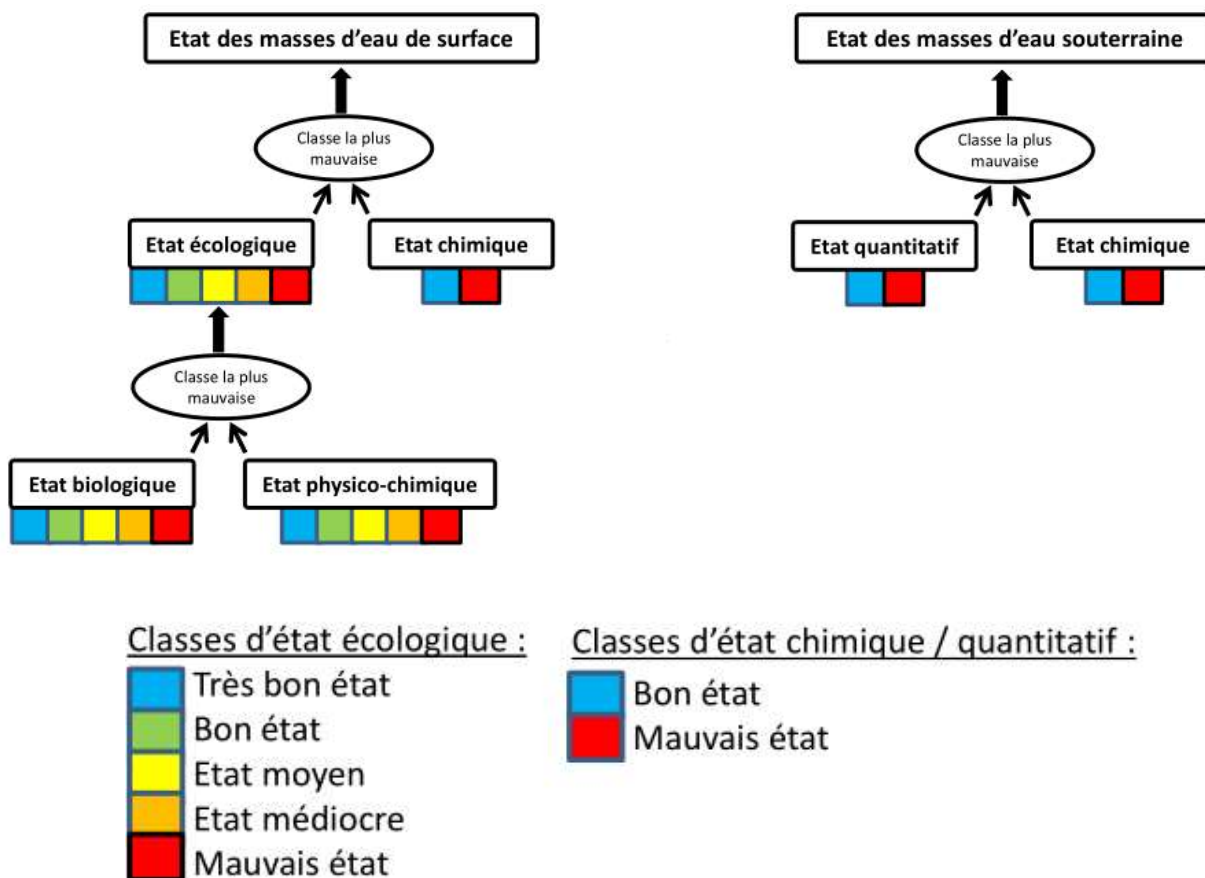 Etat des masses d'eau de surface
Classe la plus
mauvaise
Etat écologique
Etat chimique
Classe la plus
mauvaise
Etat biologique
Etat physico-chimique
Etat des masses d'eau souterraine
Classe la plus
mauvaise
Etat quantitatif
Etat chimique
Classes d'état écologique :
Très bon état
Bon état
Etat moyen
Etat médiocre
Mauvais état
Classes d'état chimique / quantitatif :
Bon état
Mauvais état